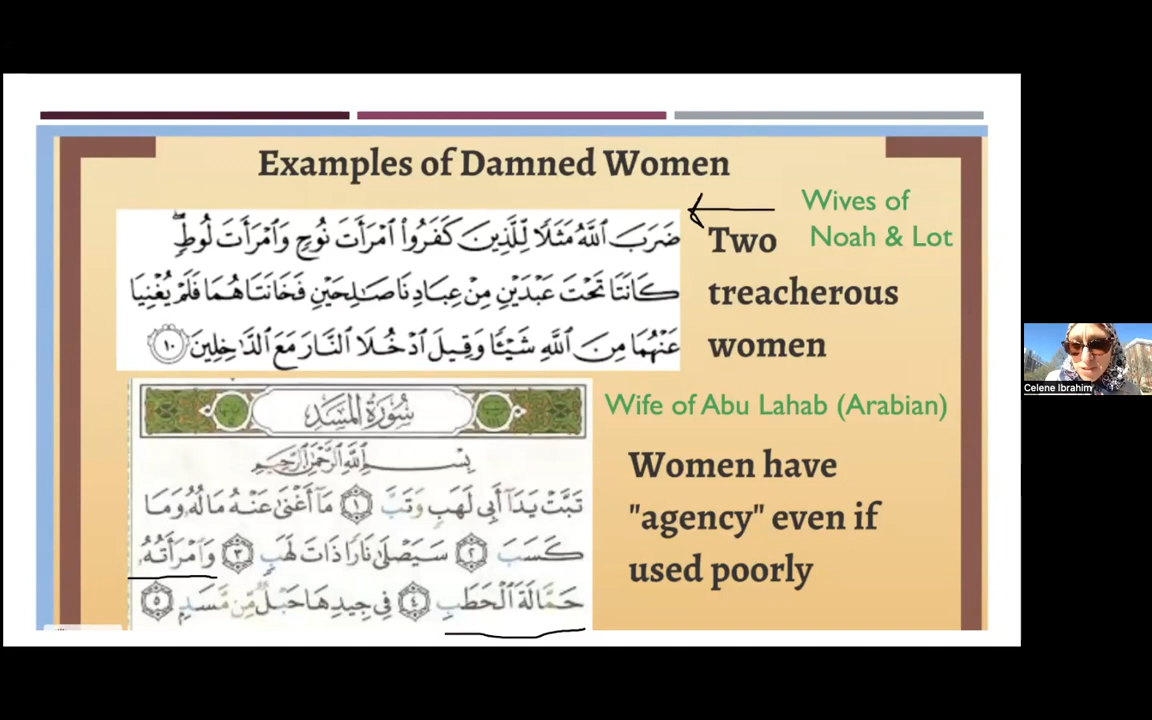 Examples of Damned Women
Wives of
Noah & Lot
ضَرَبَ ٱللَّهُ مَثَلًا لِّلَّذِينَ كَفَرُوا۟ ٱمْرَأَتَ نُوحٍ وَٱمْرَأَتَ لُوطٍ ۖ
كَانَتَا تَحْتَ عَبْدَيْنِ مِنْ عِبَادِنَا صَـٰلِحَيْنِ فَخَانَتَاهُمَا فَلَمْ يُغْنِيَا
عَنْهُمَا مِنَ ٱللَّهِ شَيْـًٔا وَقِيلَ ٱدْخُلَا ٱلنَّارَ مَعَ ٱلدَّٰخِلِينَ ١٠
Two
treacherous
women
سُورَةُ المَسَدِ
بِسْمِ ٱللَّهِ ٱلرَّحْمَٰنِ ٱلرَّحِيمِ
تَبَّتْ يَدَآ أَبِى لَهَبٍ وَتَبَّ ١ مَآ أَغْنَىٰ عَنْهُ مَالُهُۥ وَمَا
كَسَبَ ٢ سَيَصْلَىٰ نَارًا ذَاتَ لَهَبٍ ٣ وَٱمْرَأَتُهُۥ
حَمَّالَةَ ٱلْحَطَبِ ٤ فِى جِيدِهَا حَبْلٌ مِّن مَّسَدٍۭ ٥
Wife of Abu Lahab (Arabian)
Women have
"agency" even if
used poorly
Celene Ibrahim